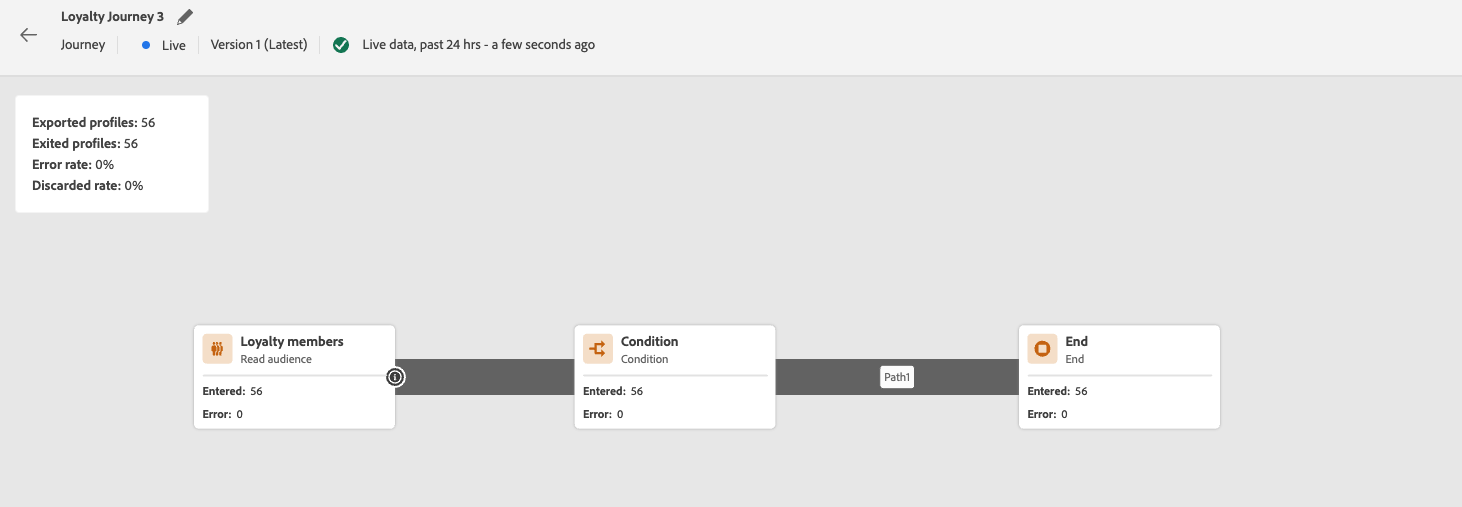 Loyalty Journey 3
Journey
Live
Version 1 (Latest)
Live data, past 24 hrs - a few seconds ago
Exported profiles: 56
Exited profiles: 56
Error rate: 0%
Discarded rate: 0%
Loyalty members
Read audience
Entered: 56
Error: 0
Condition
Condition
Entered: 56
Error: 0
Path1
End
End
Entered: 56
Error: 0